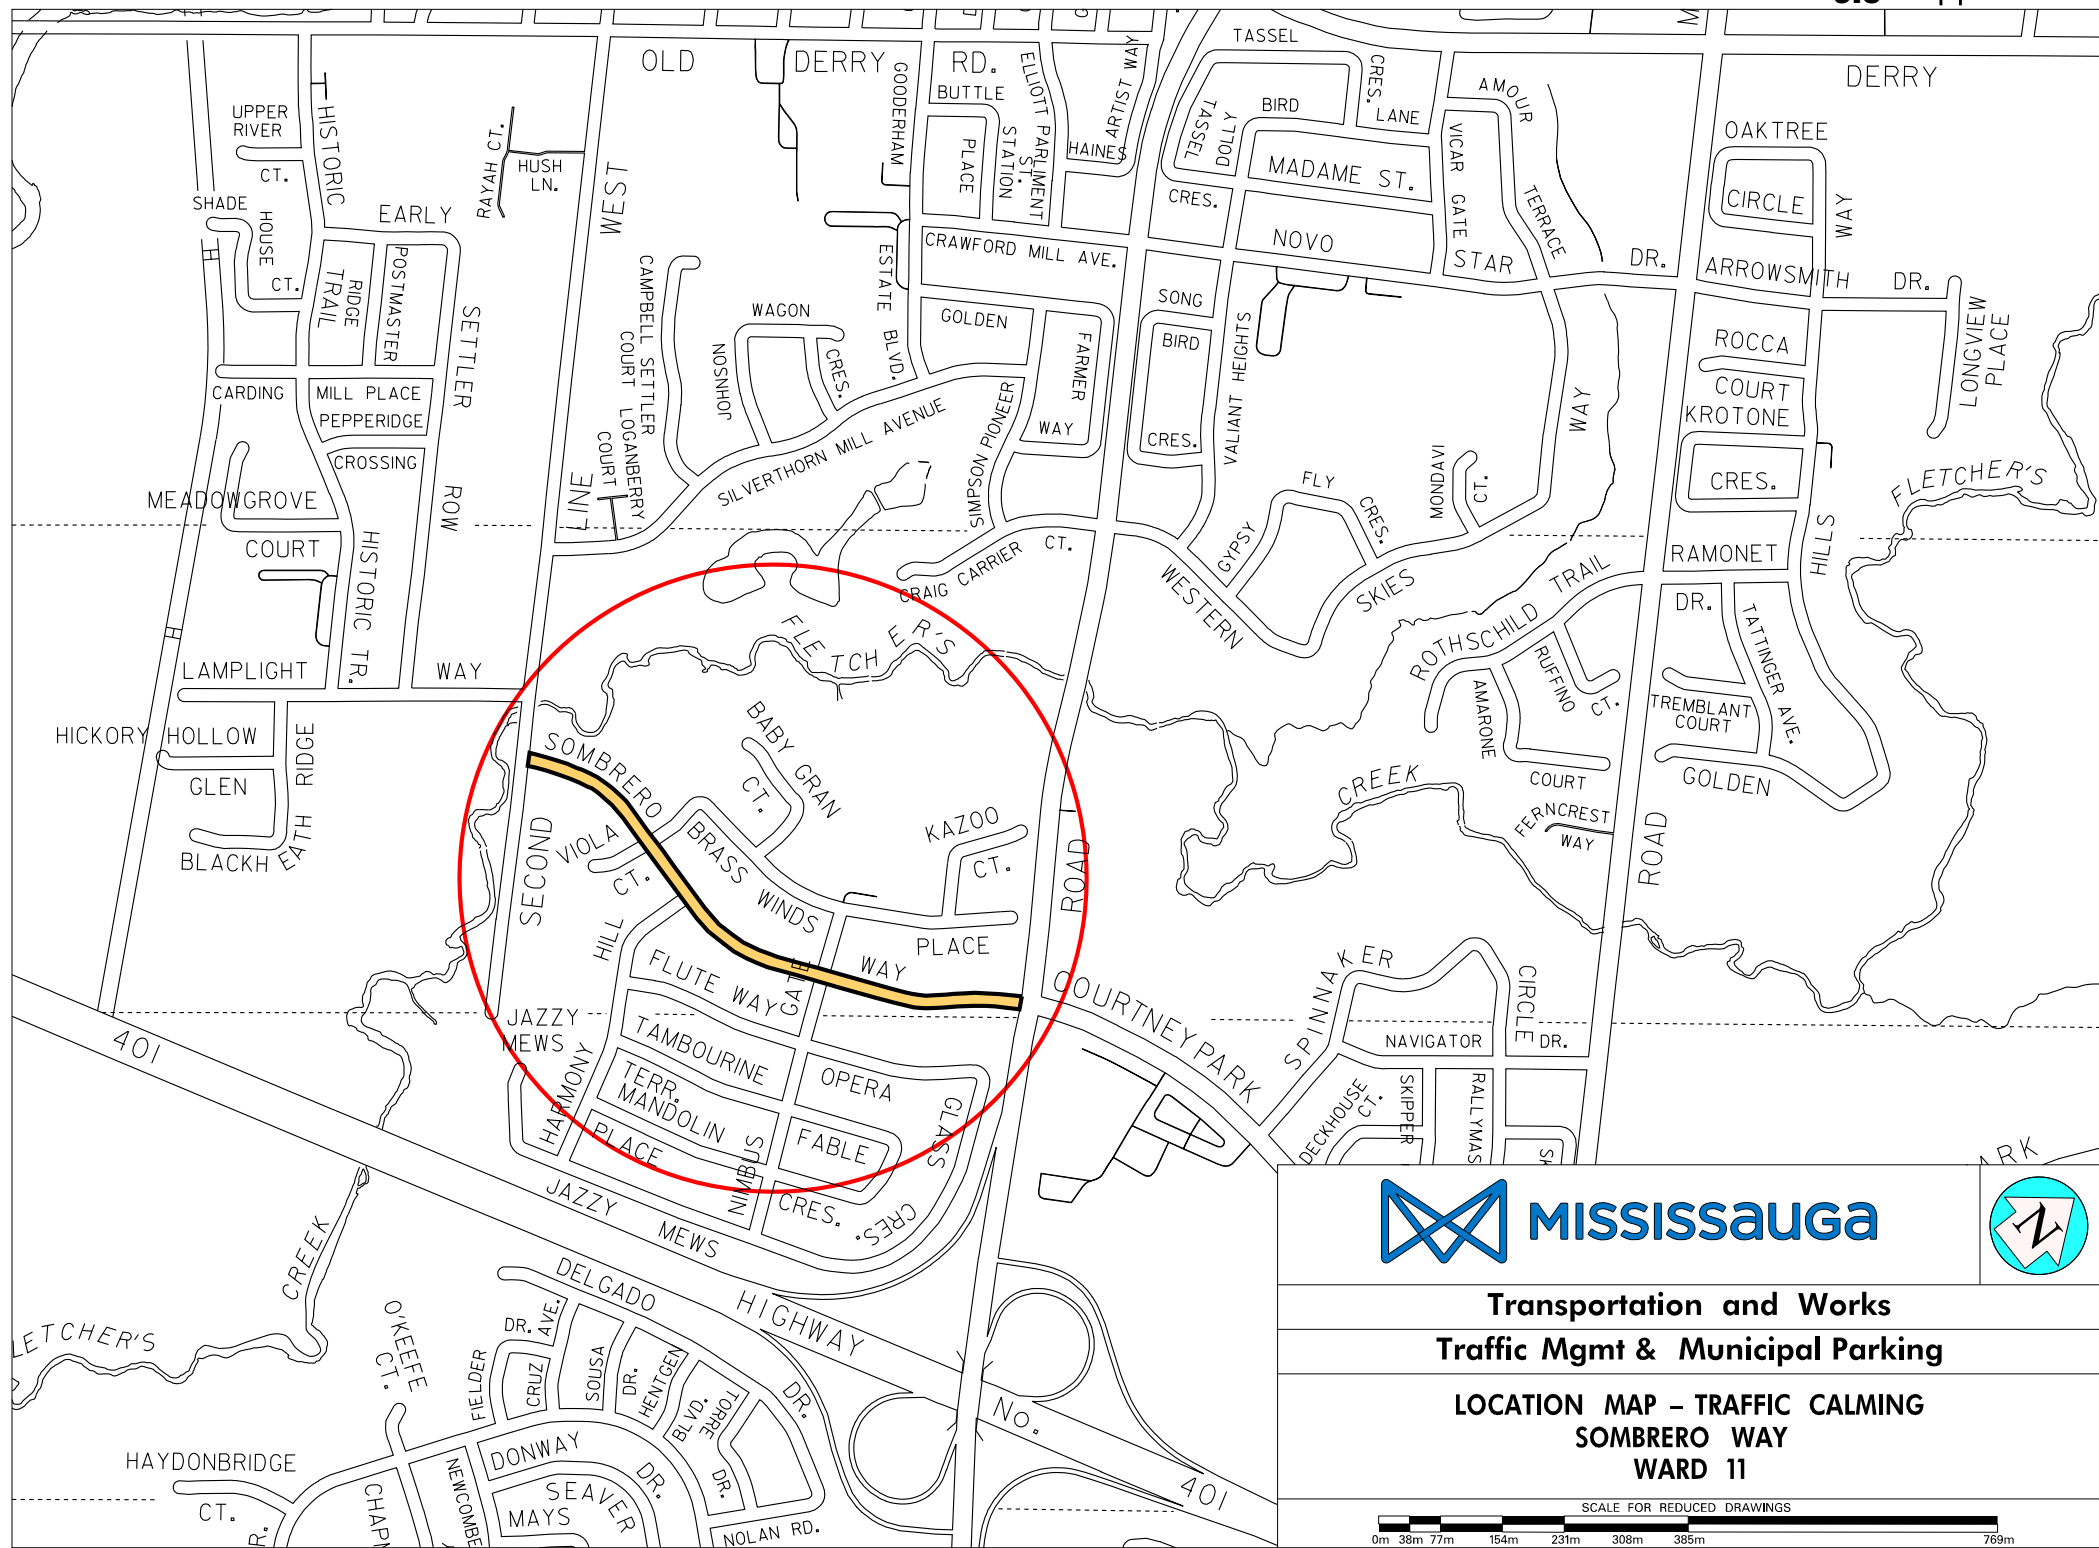 OLD DERRY RD.
TASSEL
CRES.
DERRY
AMOUR
TERRACE
UPPER
RIVER
CT.
HISTORIC
RAYAH CT.
HUSH
LN.
WEST
GOODERHAM
BUTTLE
PLACE
STATION
ST.
ELLIOTT PARLIMENT
ARTIST WAY
HAINES
TASSEL
DOLLY
BIRD
LANE
MADAME ST.
CRES.
VICAR GATE
OAKTREE
CIRCLE
WAY
SHADE
HOUSE
CT.
EARLY
RIDGE
TRAIL
POSTMASTER
SETTLER
CAMPBELL SETTLER
COURT
LOGANBERRY
COURT
WAGON
JOHNSON
CRES.
ESTATE BLVD.
CRAWFORD MILL AVE.
GOLDEN
FARMER
WAY
SONG
BIRD
CRES.
NOVO
STAR
DR.
VALIANT HEIGHTS
ARROWSMITH DR.
LONGVIEW
PLACE
ROCCA
COURT
KROTONE
CRES.
CARDING
MILL PLACE
PEPPERIDGE
CROSSING
SILVERTHORN MILL AVENUE
SIMPSON PIONEER
MONDAVI
CT.
WAY
FLETCHER'S
MEADOWGROVE
COURT
ROW
LINE
HISTORIC TR.
CRAIG CARRIER CT.
GYPSY
FLY
CRES.
WESTERN
SKIES
RAMONET
DR.
HILLS
TATTINGER AVE.
ROTHSCHILD TRAIL
RUFFINO
CT.
AMARONE
COURT
TREMBLANT
COURT
GOLDEN
LAMPLIGHT WAY
HICKORY HOLLOW
GLEN
BLACKHEATH RIDGE
FLETCHER'S
SOMBRERO
BABY GRAN
CT.
VIOLA
CT.
BRASS WINDS
PLACE
KAZOO
CT.
ROAD
CREEK
FERNCREST
WAY
ROAD
SECOND
HILL
FLUTE WAY
GATE
WAY
COURTNEYPARK
SPINNAKER
CIRCLE
NAVIGATOR DR.
JAZZY
MEWS
HARMONY
TAMBOURINE
TERR.
MANDOLIN
PLACE
OPERA
GLASS
CRES.
FABLE
CRES.
NIMBUS
DECKHOUSE
CT.
SKIPPER
RALLYMAS
SK
ARK
401
JAZZY MEWS
HIGHWAY
No.
401
CREEK
LETCHER'S
O'KEEFE
CT.
DELGADO
DR.
FIELDER
DR.
AVE.
CRUZ
SOUSA
DR.
HENTGEN
BLVD.
TORRE
DR.
HAYDONBRIDGE
CT.
R.
CHAPM
NEWCOMBE
DONWAY
DR.
SEAVER
MAYS
NOLAN RD.
MISSISSAUGA
N
Transportation and Works
Traffic Mgmt & Municipal Parking
LOCATION MAP – TRAFFIC CALMING
SOMBRERO WAY
WARD 11
SCALE FOR REDUCED DRAWINGS
0m 38m 77m 154m 231m 308m 385m 769m